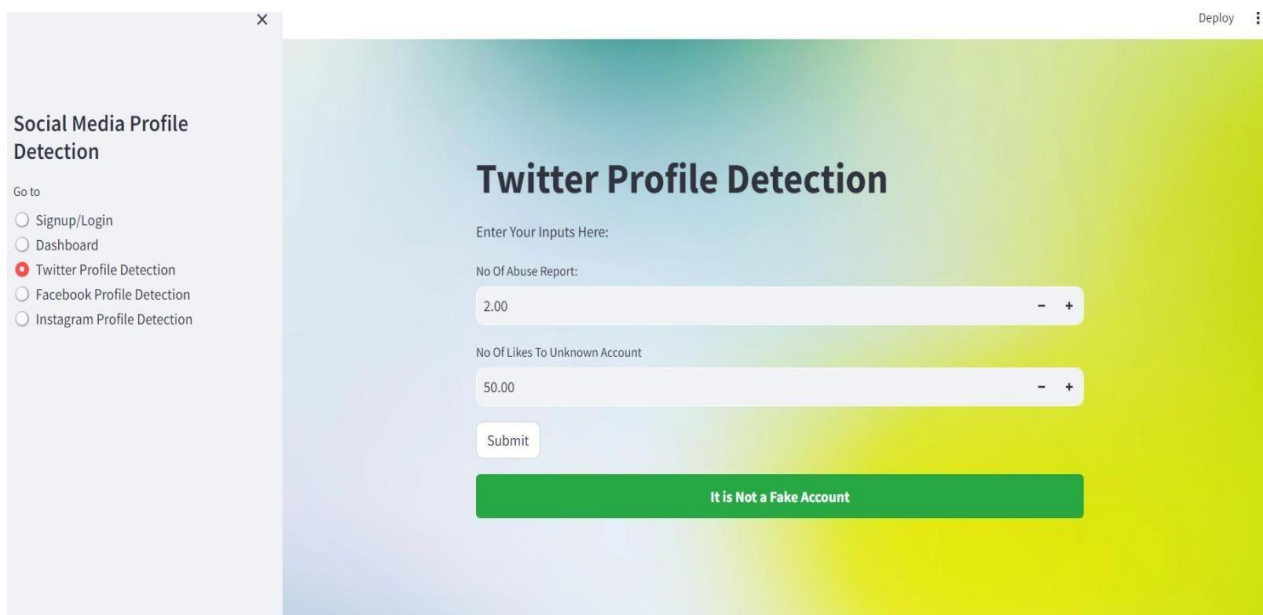 Deploy
Social Media Profile
Detection
Go to
Signup/Login
Dashboard
Twitter Profile Detection
Facebook Profile Detection
Instagram Profile Detection
Twitter Profile Detection
Enter Your Inputs Here:
No Of Abuse Report:
2.00
No Of Likes To Unknown Account
50.00
Submit
It is Not a Fake Account